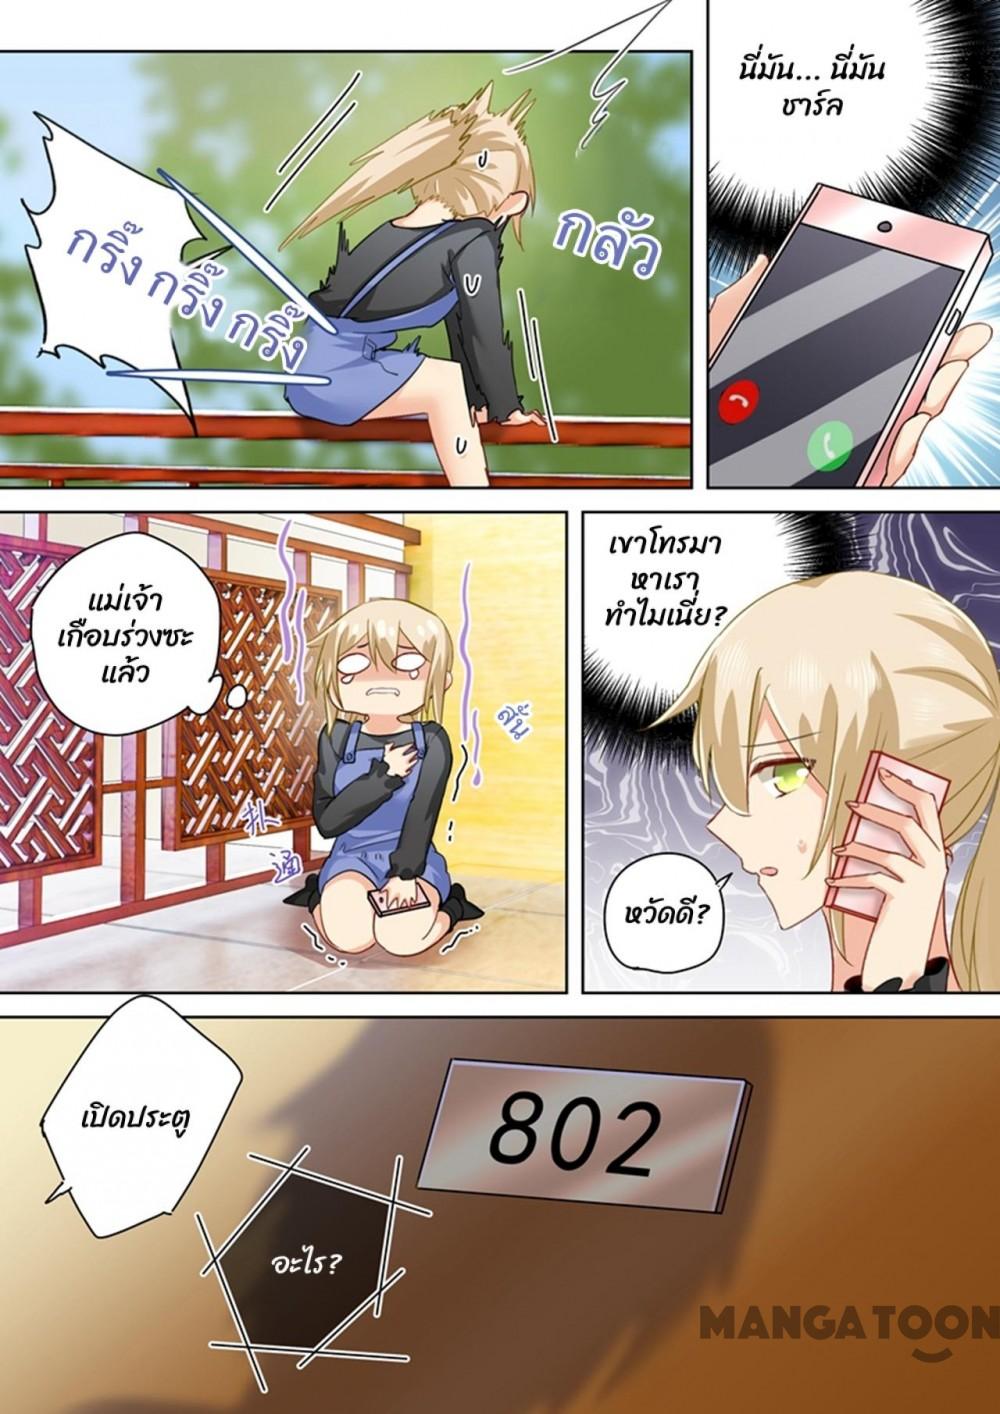 กริ๊ง กริ๊ง กริ๊ง
กลัว
นี่มัน... นี่มัน
ชาร์ล
แม่เจ้า
เกือบร่วงซะ
แล้ว
สั่น
扑
通
เขาโทรมา
หาเรา
ทำไมเนี่ย?
หวัดดี?
เปิดประตู
802
อะไร?
MANGATOON